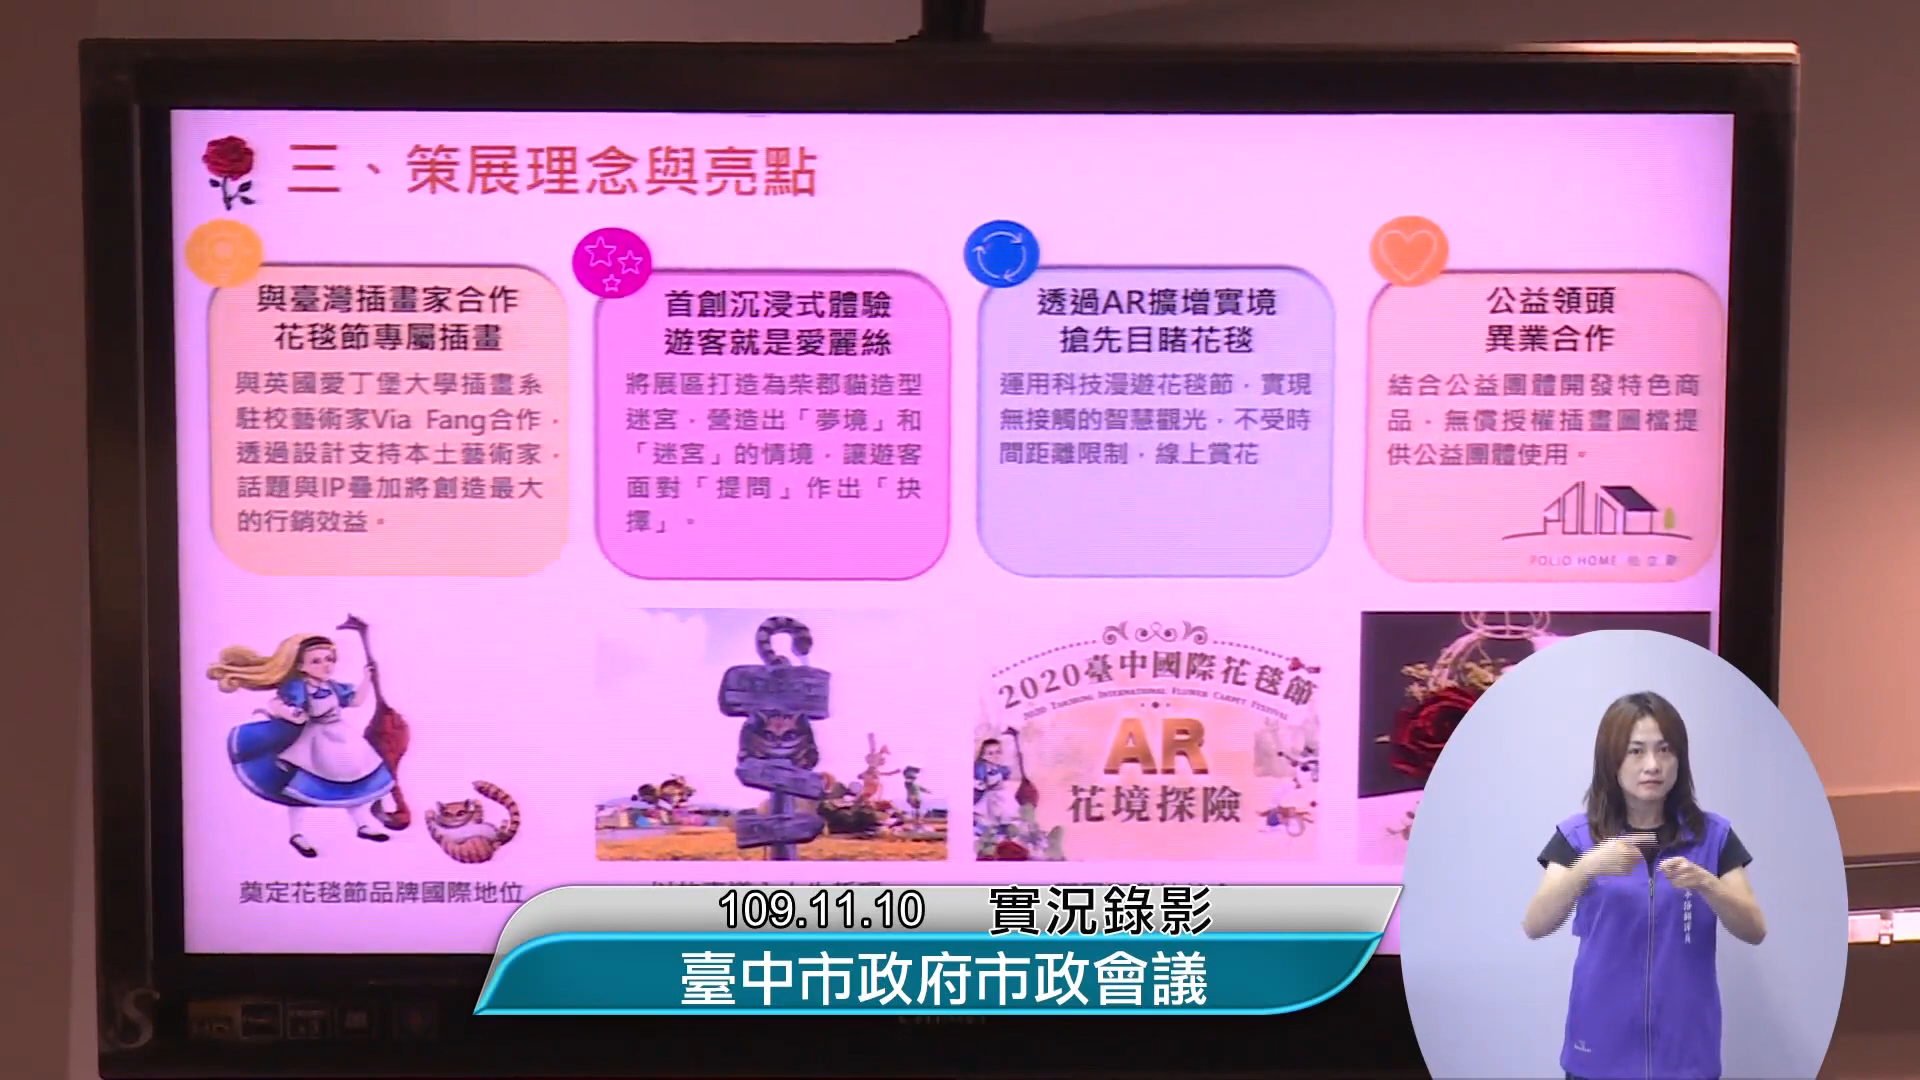 三、策展理念與亮點
與臺灣插畫家合作
花毯節專屬插畫
與英國愛丁堡大學插畫系
駐校藝術家Via Fang合作，
透過設計支持本土藝術家，
話題與IP疊加將創造最大
的行銷效益。
首創沉浸式體驗
遊客就是愛麗絲
將展區打造為柴郡貓造型
迷宮，營造出「夢境」和
「迷宮」的情境，讓遊客
面對「提問」作出「抉
擇」。
透過AR擴增實境
搶先目睹花毯
運用科技漫遊花毯節，實現
無接觸的智慧觀光，不受時
間距離限制，線上賞花
公益領頭
異業合作
結合公益團體開發特色商
品，無償授權插畫圖檔提
供公益團體使用。
POLIO HOME
2020臺中國際花毯節
2020 TAICHUNG INTERNATIONAL FLOWER CARPET FESTIVAL
AR
花境探險
奠定花毯節品牌國際地位
109.11.10 實況錄影
臺中市政府市政會議